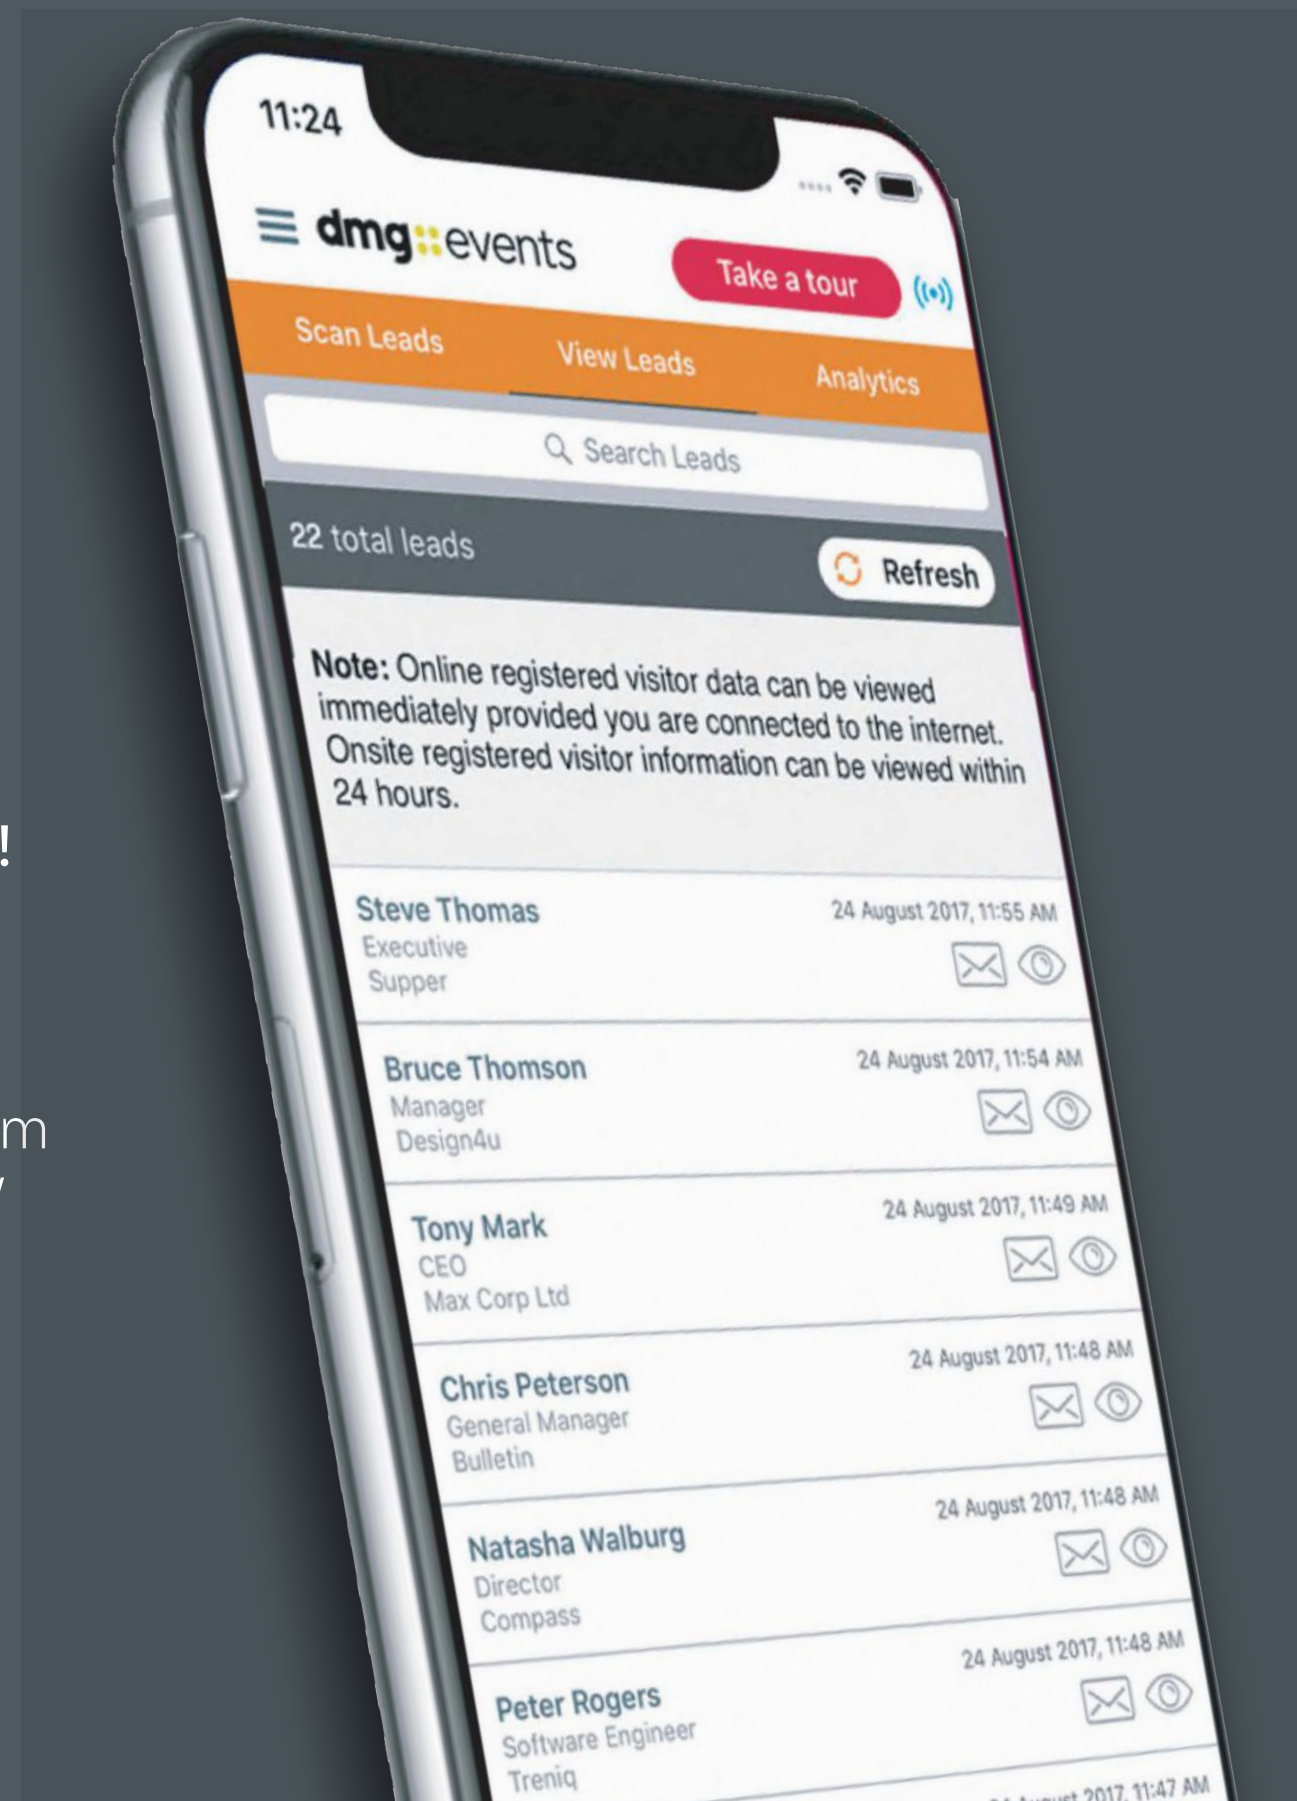 11:24
dmg::events
Take a tour
Scan Leads
View Leads
Analytics
Search Leads
22 total leads
Refresh
Note: Online registered visitor data can be viewed
immediately provided you are connected to the internet.
Onsite registered visitor information can be viewed within
24 hours.
!
Steve Thomas
24 August 2017, 11:55 AM
Executive
Supper
Bruce Thomson
24 August 2017, 11:54 AM
Manager
Design4u
m
Tony Mark
24 August 2017, 11:49 AM
CEO
Max Corp Ltd
Chris Peterson
24 August 2017, 11:48 AM
General Manager
Bulletin
Natasha Walburg
24 August 2017, 11:48 AM
Director
Compass
Peter Rogers
24 August 2017, 11:48 AM
Software Engineer
Treniq
August 2017, 11:47 AM